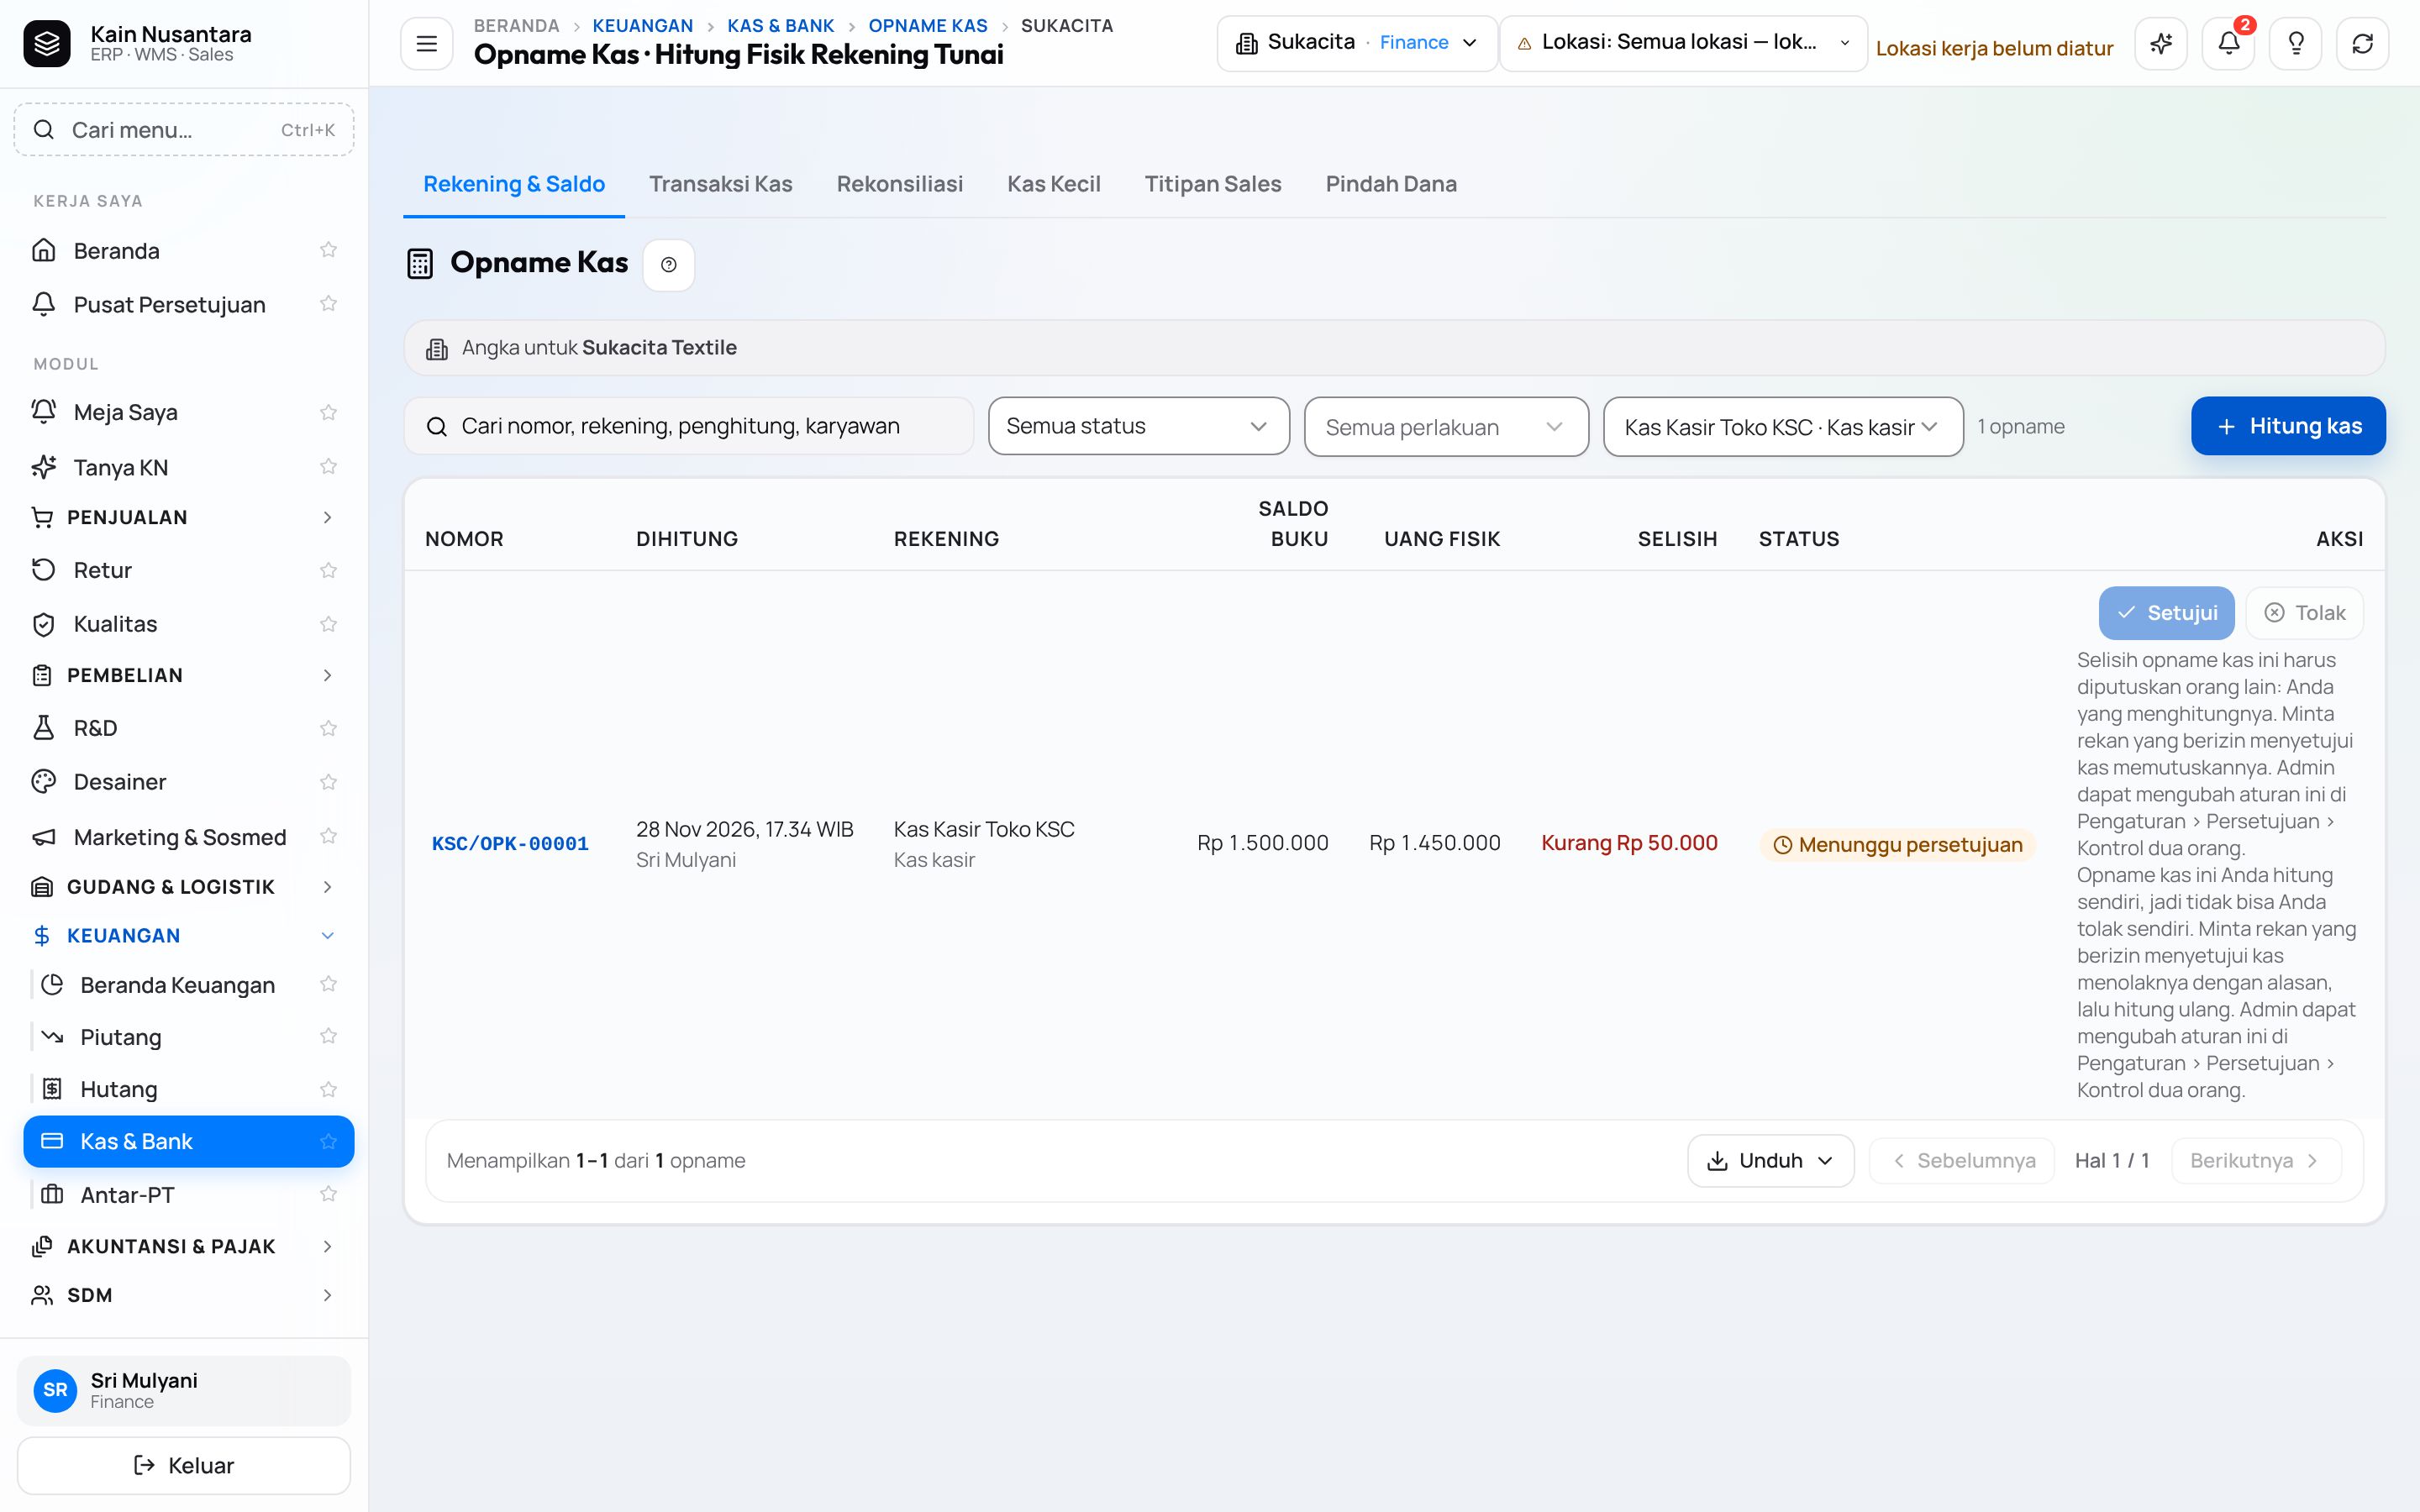 Kain Nusantara
ERP · WMS · Sales
Cari menu...
Ctrl+K
KERJA SAYA
Beranda
Pusat Persetujuan
MODUL
Meja Saya
Tanya KN
PENJUALAN
Retur
Kualitas
PEMBELIAN
R&D
Desainer
Marketing & Sosmed
GUDANG & LOGISTIK
KEUANGAN
Beranda Keuangan
Piutang
Hutang
Kas & Bank
Antar-PT
AKUNTANSI & PAJAK
SDM
SR
Sri Mulyani
Finance
Keluar
BERANDA › KEUANGAN › KAS & BANK › OPNAME KAS › SUKACITA
Opname Kas · Hitung Fisik Rekening Tunai
Sukacita · Finance
Lokasi: Semua lokasi — lok...
Lokasi kerja belum diatur
2
Rekening & Saldo
Transaksi Kas
Rekonsiliasi
Kas Kecil
Titipan Sales
Pindah Dana
Opname Kas
Angka untuk Sukacita Textile
Cari nomor, rekening, penghitung, karyawan
Semua status
Semua perlakuan
Kas Kasir Toko KSC · Kas kasir
1 opname
+ Hitung kas
NOMOR
DIHITUNG
REKENING
SALDO
BUKU
UANG FISIK
SELISIH
STATUS
AKSI
KSC/OPK-00001
28 Nov 2026, 17.34 WIB
Sri Mulyani
Kas Kasir Toko KSC
Kas kasir
Rp 1.500.000
Rp 1.450.000
Kurang Rp 50.000
Menunggu persetujuan
Setujui
Tolak
Selisih opname kas ini harus
diputuskan orang lain: Anda
yang menghitungnya. Minta
rekan yang berizin menyetujui
kas memutuskannya. Admin
dapat mengubah aturan ini di
Pengaturan › Persetujuan ›
Kontrol dua orang.
Opname kas ini Anda hitung
sendiri, jadi tidak bisa Anda
tolak sendiri. Minta rekan yang
berizin menyetujui kas
menolaknya dengan alasan,
lalu hitung ulang. Admin dapat
mengubah aturan ini di
Pengaturan › Persetujuan ›
Kontrol dua orang.
Menampilkan 1–1 dari 1 opname
Unduh
Sebelumnya
Hal 1 / 1
Berikutnya